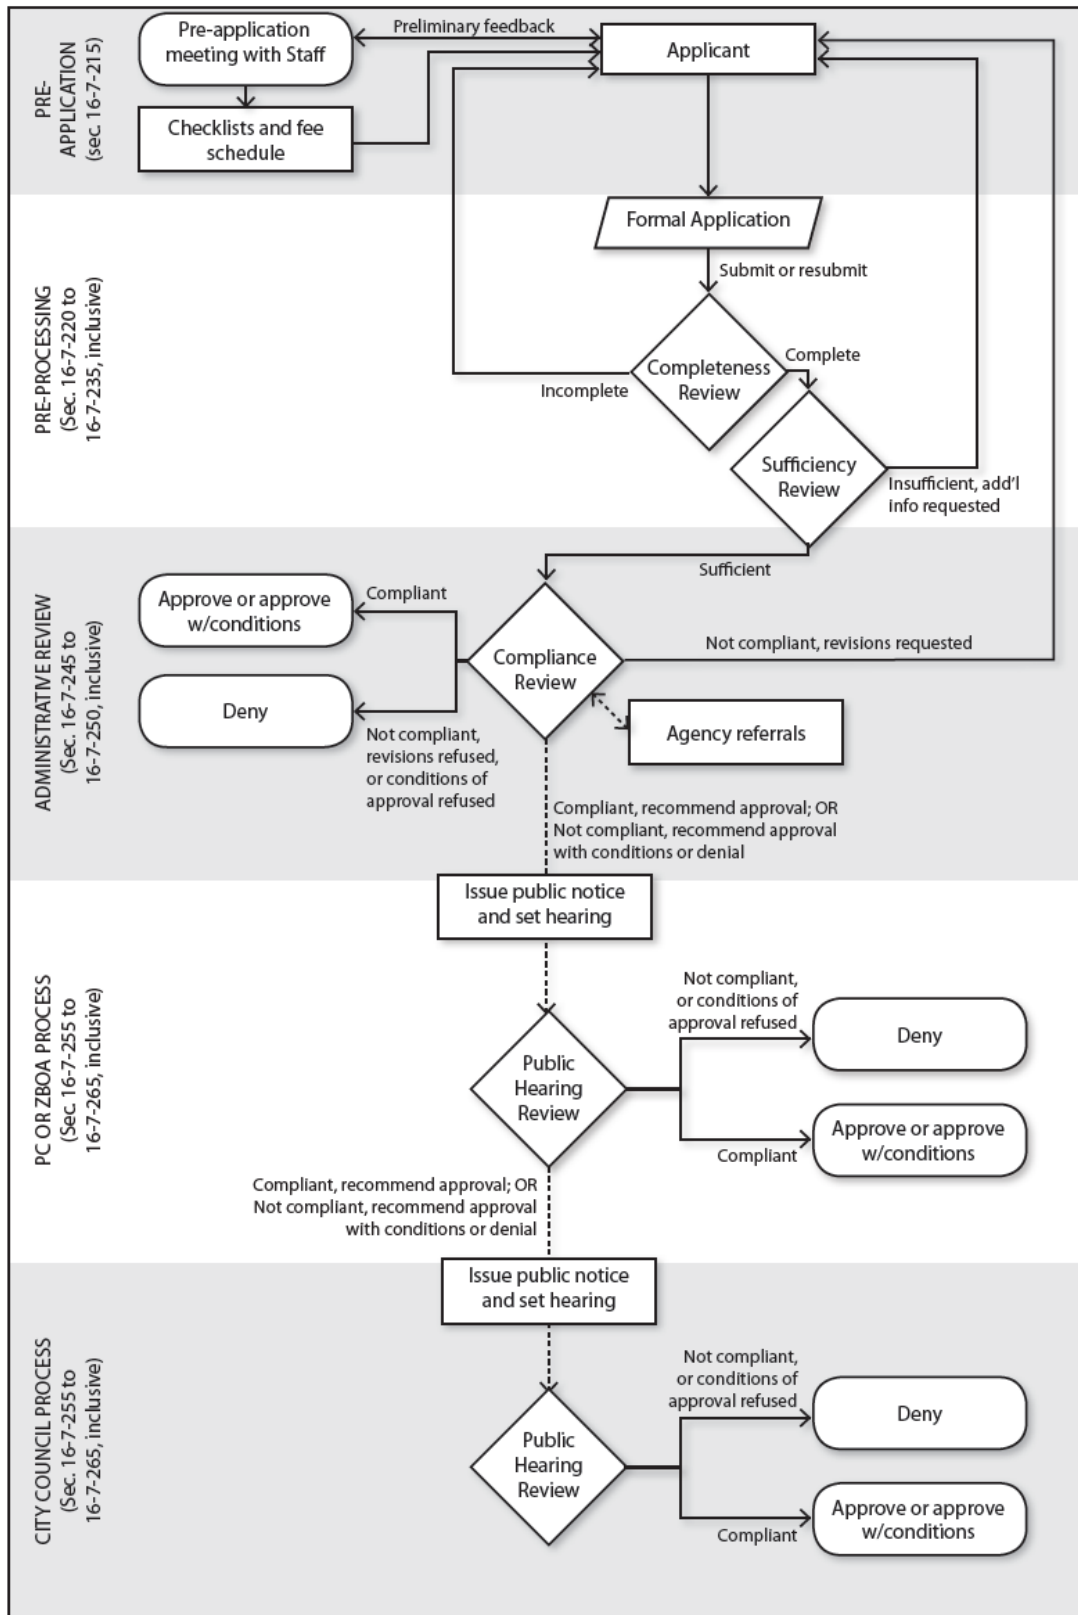 PRE-
APPLICATION
(sec. 16-7-215)
Pre-application
meeting with Staff
Preliminary feedback
Applicant
Checklists and fee
schedule
PRE-PROCESSING
(Sec. 16-7-220 to
16-7-235, inclusive)
Formal Application
Submit or resubmit
Completeness
Review
Complete
Incomplete
Sufficiency
Review
Insufficient, add'l
info requested
ADMINISTRATIVE REVIEW
(Sec. 16-7-245 to
16-7-250, inclusive)
Sufficient
Approve or approve
w/conditions
Compliant
Compliance
Review
Not compliant, revisions requested
Deny
Not compliant,
revisions refused,
or conditions of
approval refused
Agency referrals
Compliant, recommend approval; OR
Not compliant, recommend approval
with conditions or denial
PC OR ZBOA PROCESS
(Sec. 16-7-255 to
16-7-265, inclusive)
Issue public notice
and set hearing
Public
Hearing
Review
Not compliant,
or conditions of
approval refused
Deny
Approve or approve
w/conditions
Compliant
Compliant, recommend approval; OR
Not compliant, recommend approval
with conditions or denial
CITY COUNCIL PROCESS
(Sec. 16-7-255 to
16-7-265, inclusive)
Issue public notice
and set hearing
Public
Hearing
Review
Not compliant,
or conditions of
approval refused
Deny
Approve or approve
w/conditions
Compliant